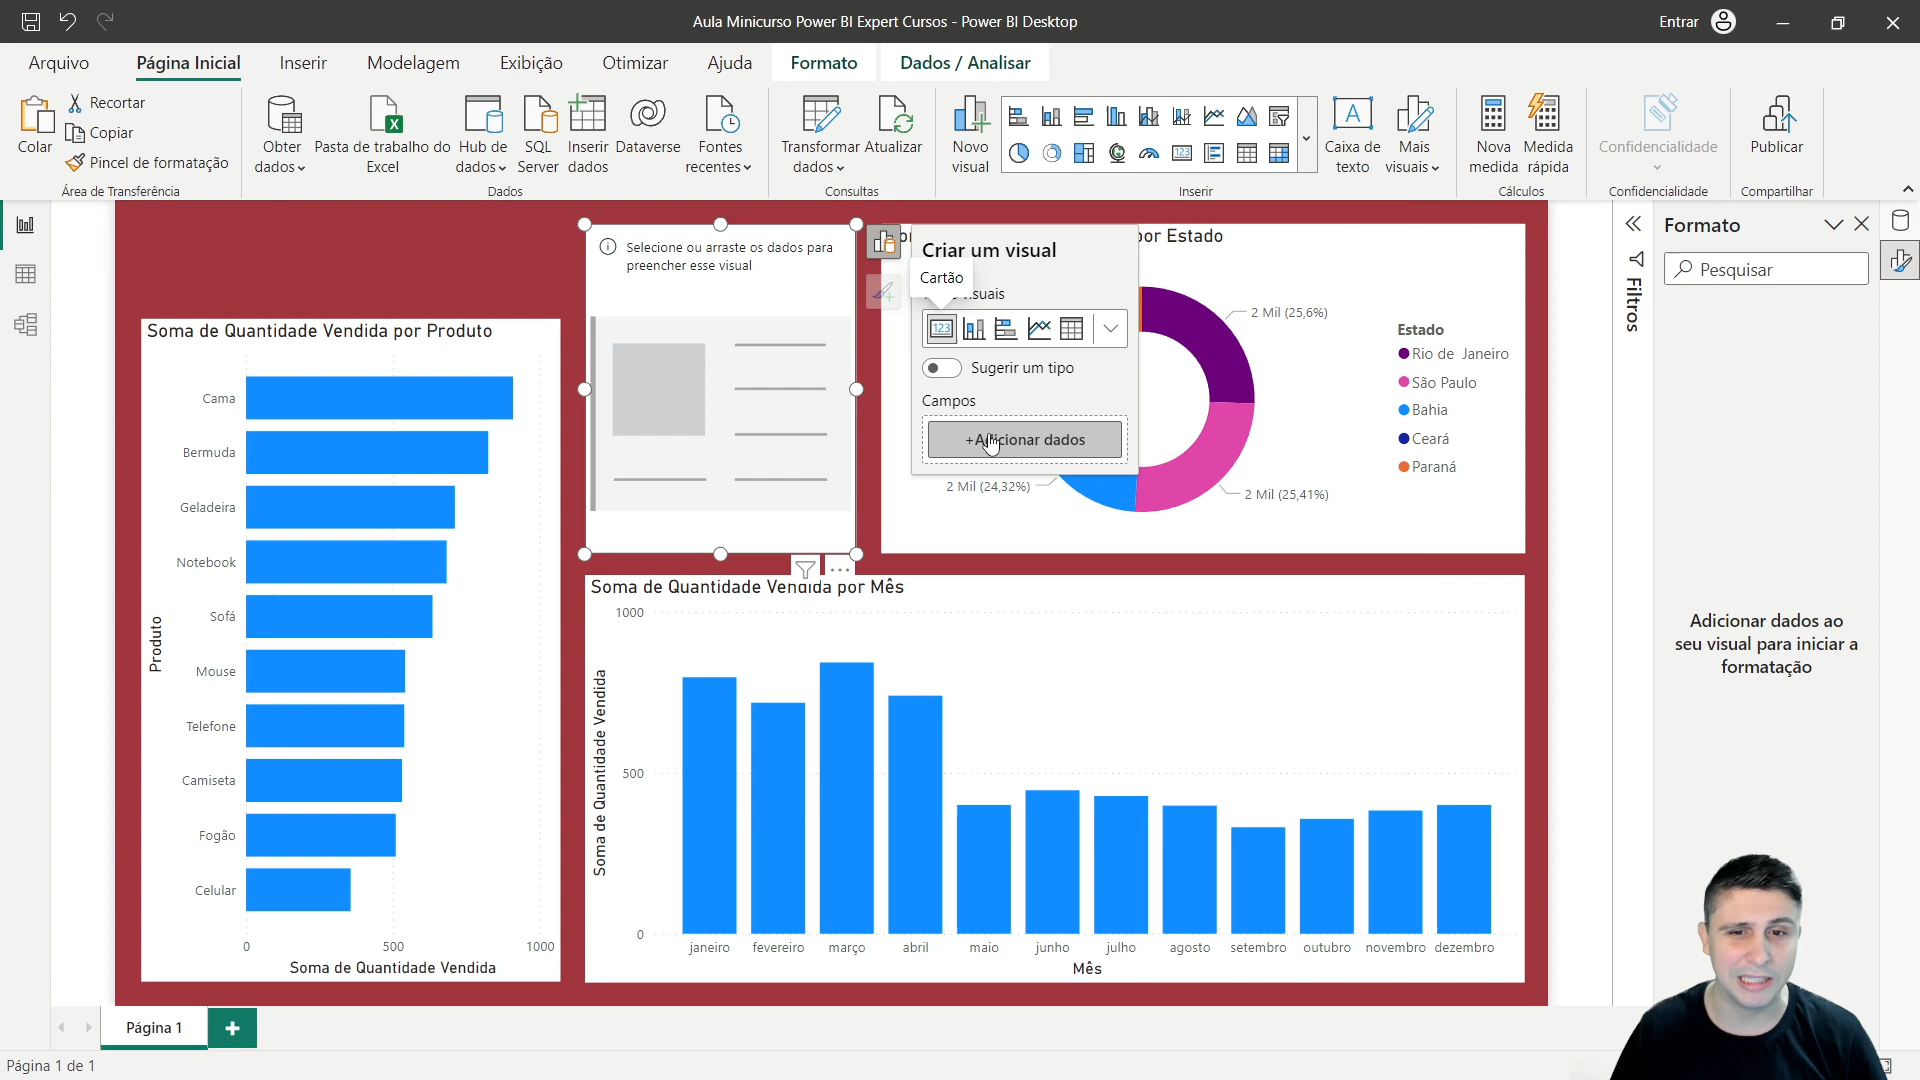 Aula Minicurso Power BI Expert Cursos - Power BI Desktop
Entrar
Arquivo
Página Inicial
Inserir
Modelagem
Exibição
Otimizar
Ajuda
Formato
Dados / Analisar
Colar
Recortar
Copiar
Pincel de formatação
Área de Transferência
Obter dados
Pasta de trabalho do Excel
Hub de dados
SQL Server
Inserir dados
Dataverse
Fontes recentes
Dados
Transformar dados
Atualizar
Consultas
Novo visual
Caixa de texto
Mais visuais
Inserir
Nova medida
Medida rápida
Cálculos
Confidencialidade
Confidencialidade
Publicar
Compartilhar
Soma de Quantidade Vendida por Produto
Produto
Cama
Bermuda
Geladeira
Notebook
Sofá
Mouse
Telefone
Camiseta
Fogão
Celular
0
500
1000
Soma de Quantidade Vendida
Selecione ou arraste os dados para
preencher esse visual
Criar um visual
Cartão
Sugerir um tipo
Campos
+Adicionar dados
por Estado
2 Mil (25,6%)
2 Mil (25,41%)
2 Mil (24,32%)
Estado
Rio de Janeiro
São Paulo
Bahia
Ceará
Paraná
Soma de Quantidade Vendida por Mês
Soma de Quantidade Vendida
1000
500
0
janeiro
fevereiro
março
abril
maio
junho
julho
agosto
setembro
outubro
novembro
dezembro
Mês
Filtros
Formato
Pesquisar
Adicionar dados ao
seu visual para iniciar a
formatação
Página 1
Página 1 de 1